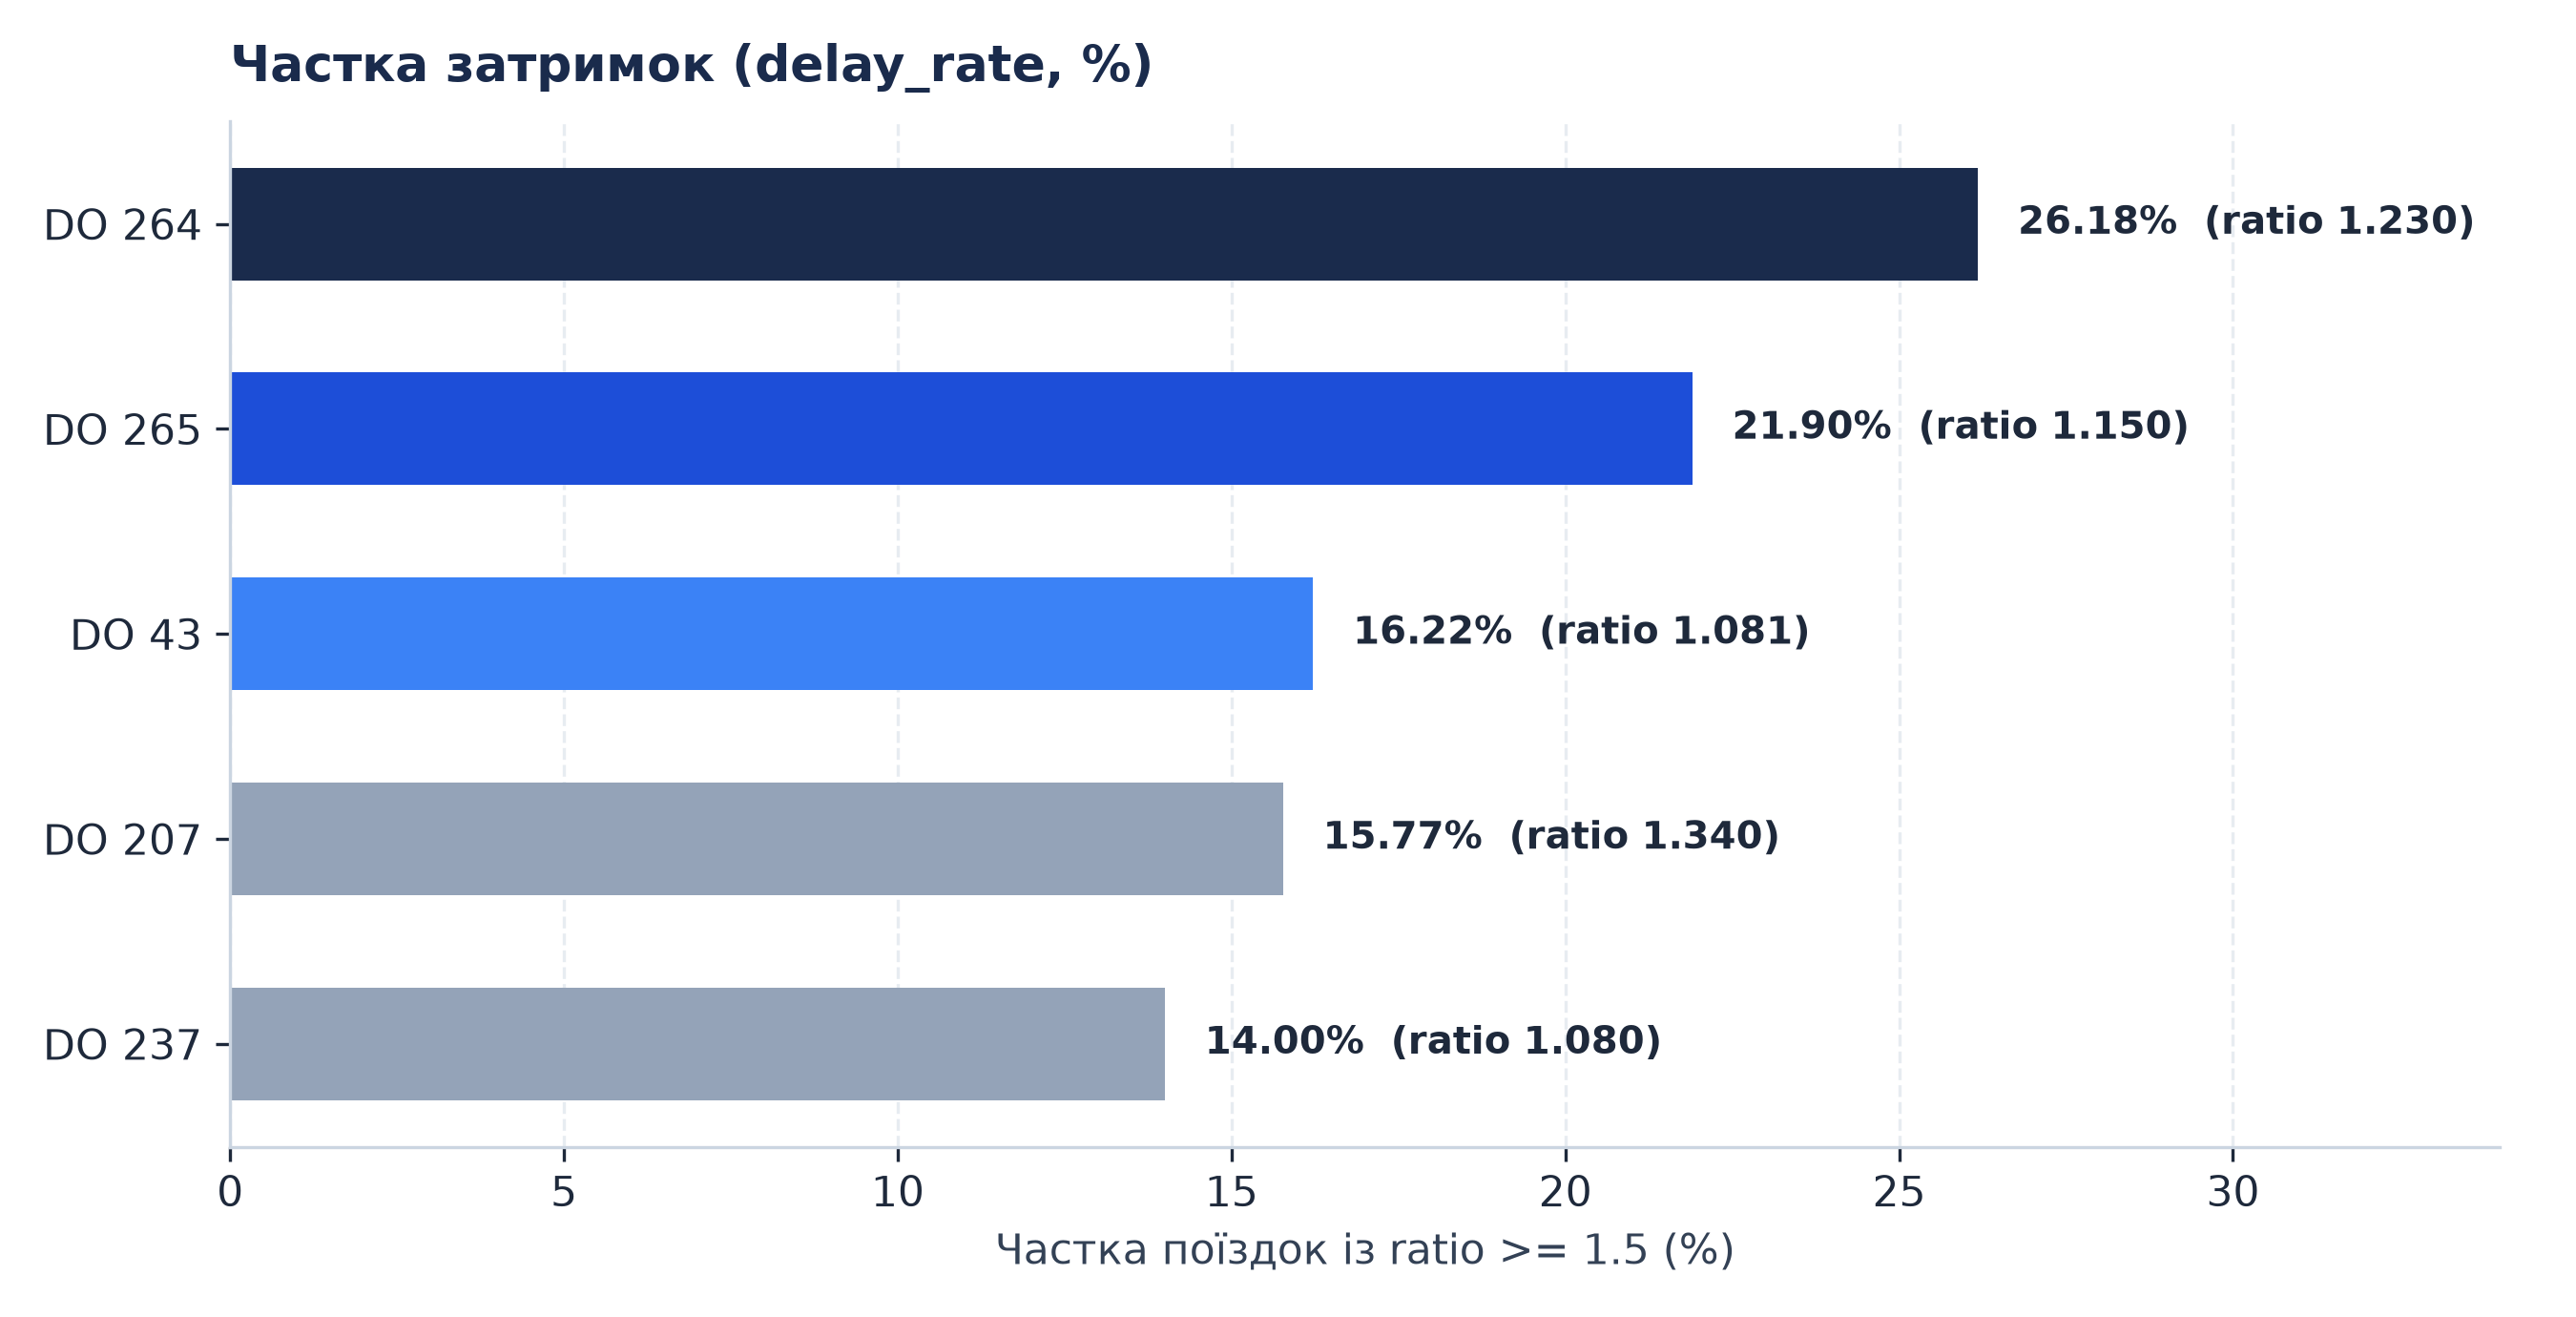 Частка затримок (delay_rate, %)
DO 264
26.18%  (ratio 1.230)
DO 265
21.90%  (ratio 1.150)
DO 43
16.22%  (ratio 1.081)
DO 207
15.77%  (ratio 1.340)
DO 237
14.00%  (ratio 1.080)
0 5 10 15 20 25 30
Частка поїздок із ratio >= 1.5 (%)